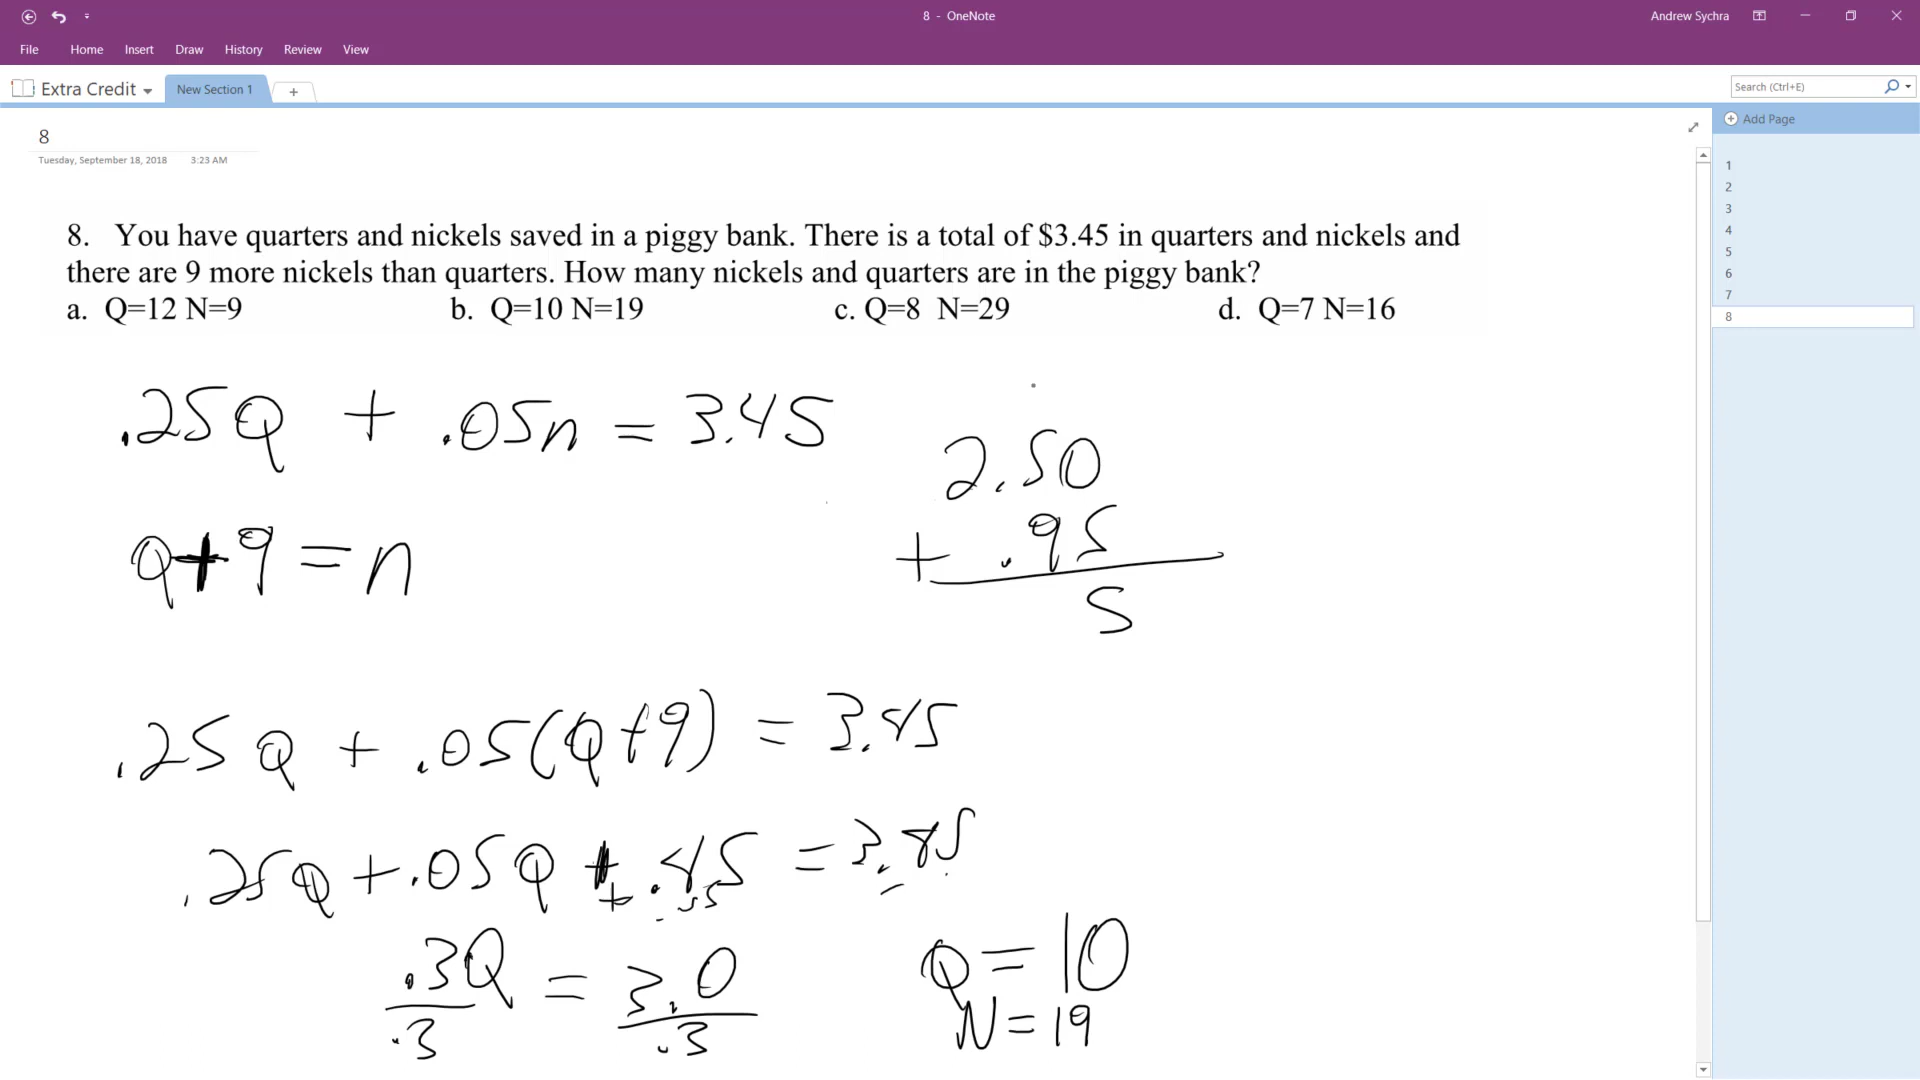 8 - OneNote
Andrew Sychra
File Home Insert Draw History Review View
Extra Credit New Section 1 +
Search (Ctrl+E)
Add Page
8
Tuesday, September 18, 2018 3:23 AM
1
2
3
4
5
6
7
8
8. You have quarters and nickels saved in a piggy bank. There is a total of $3.45 in quarters and nickels and
there are 9 more nickels than quarters. How many nickels and quarters are in the piggy bank?
a. Q=12 N=9 b. Q=10 N=19 c. Q=8 N=29 d. Q=7 N=16
.25Q + .05n = 3.45
Q+9 = n
2.50
+ .95
5
.25Q + .05(Q+9) = 3.45
.25Q + .05Q + .45 = 3.45
.3Q = 3.0
.3 .3
Q = 10
N = 19